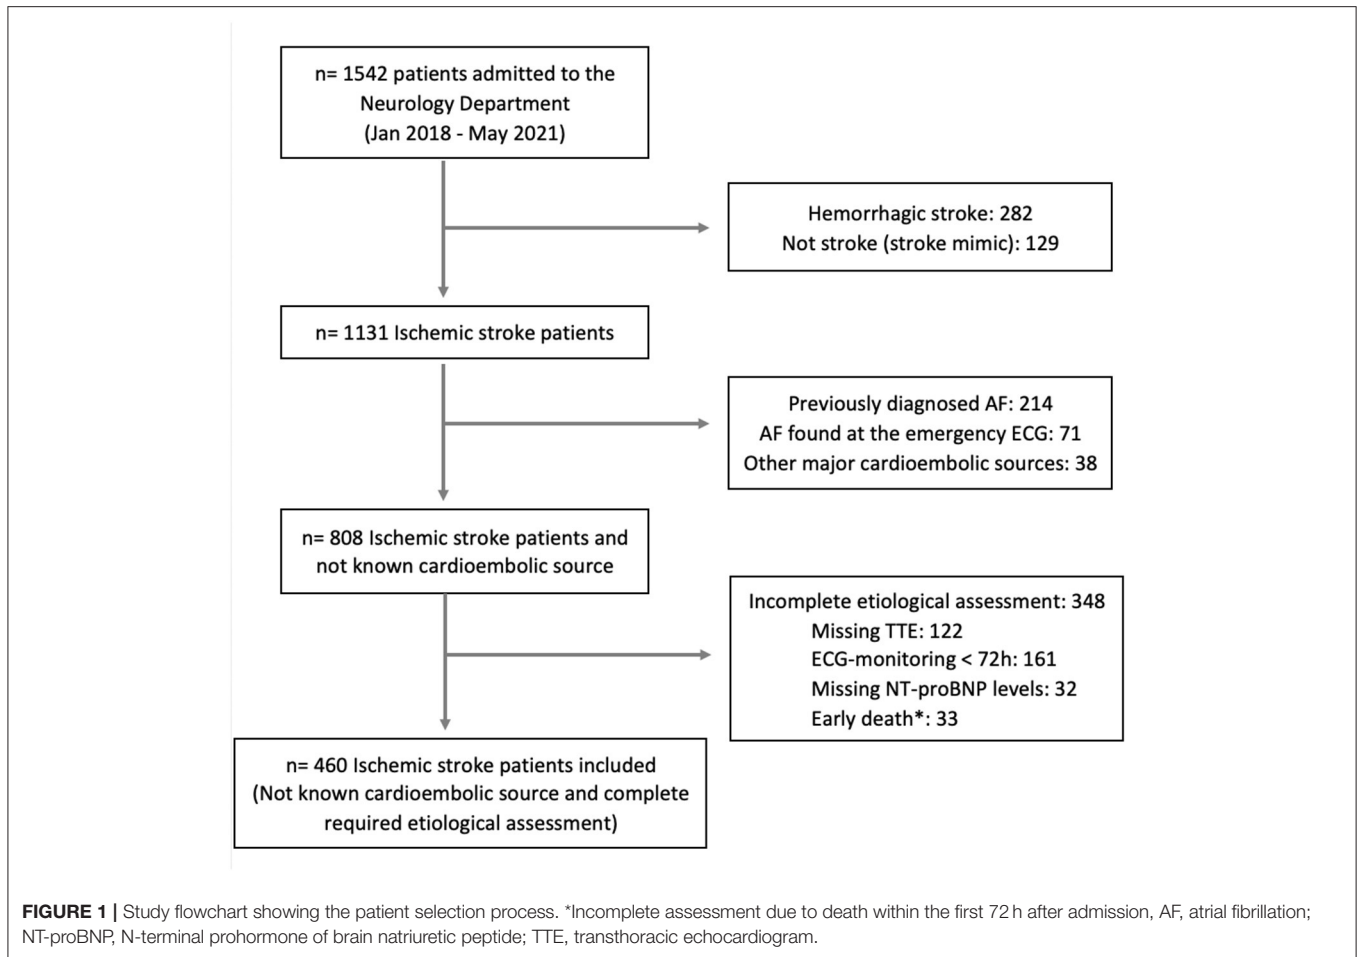 n= 1542 patients admitted to the
Neurology Department
(Jan 2018 - May 2021)
Hemorrhagic stroke: 282
Not stroke (stroke mimic): 129
n= 1131 Ischemic stroke patients
Previously diagnosed AF: 214
AF found at the emergency ECG: 71
Other major cardioembolic sources: 38
n= 808 Ischemic stroke patients and
not known cardioembolic source
Incomplete etiological assessment: 348
Missing TTE: 122
ECG-monitoring < 72h: 161
Missing NT-proBNP levels: 32
Early death*: 33
n= 460 Ischemic stroke patients included
(Not known cardioembolic source and complete
required etiological assessment)
FIGURE 1 | Study flowchart showing the patient selection process. *Incomplete assessment due to death within the first 72 h after admission, AF, atrial fibrillation;
NT-proBNP, N-terminal prohormone of brain natriuretic peptide; TTE, transthoracic echocardiogram.